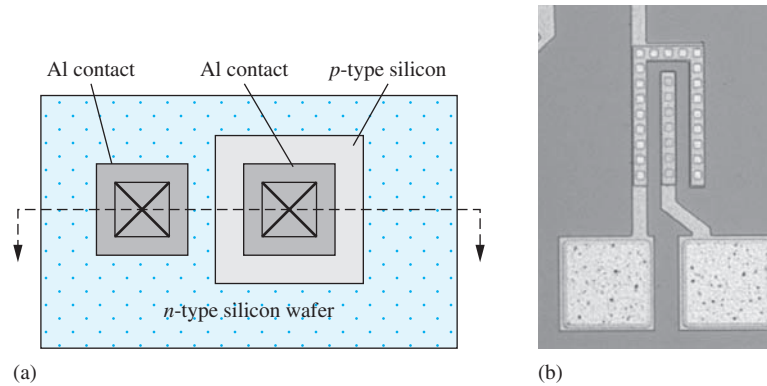 Al contact
Al contact
p-type silicon
n-type silicon wafer
(a)
(b)